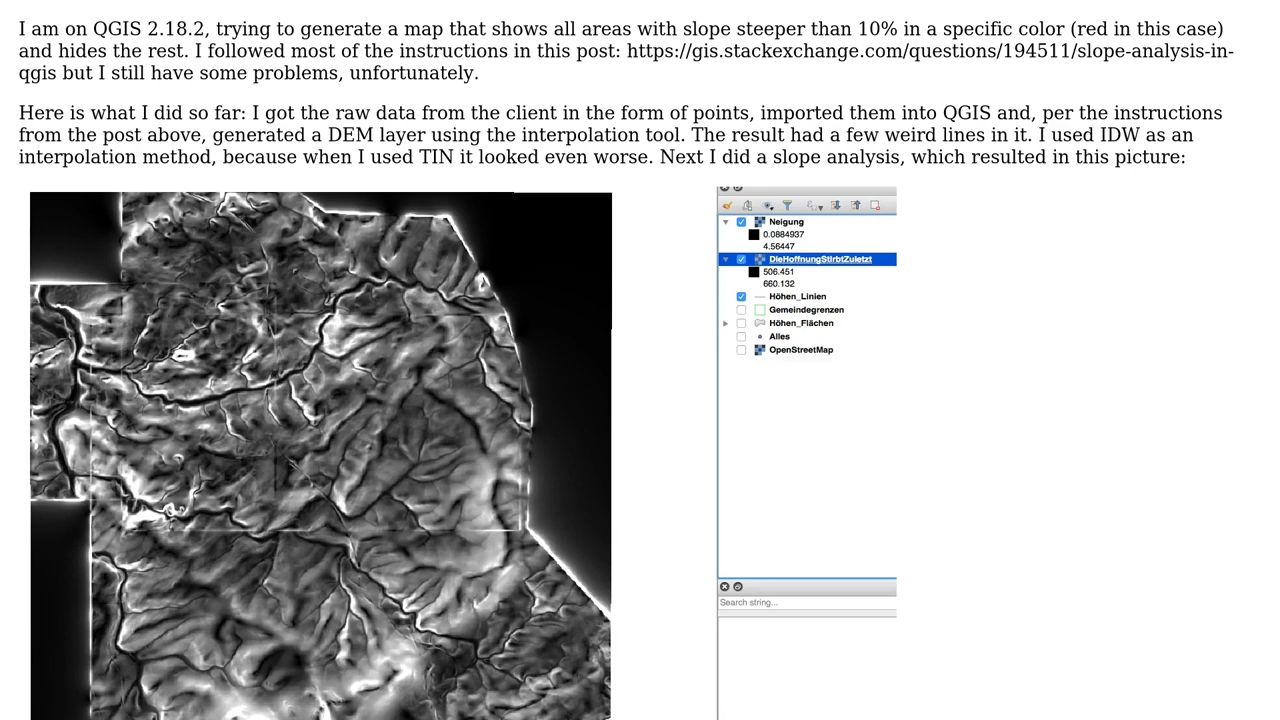 I am on QGIS 2.18.2, trying to generate a map that shows all areas with slope steeper than 10% in a specific color (red in this case)
and hides the rest. I followed most of the instructions in this post: https://gis.stackexchange.com/questions/194511/slope-analysis-in-
qgis but I still have some problems, unfortunately.
Here is what I did so far: I got the raw data from the client in the form of points, imported them into QGIS and, per the instructions
from the post above, generated a DEM layer using the interpolation tool. The result had a few weird lines in it. I used IDW as an
interpolation method, because when I used TIN it looked even worse. Next I did a slope analysis, which resulted in this picture:
Neigung
0.0884937
4.56447
DieHoffnungStirbtZuletzt
506.451
660.132
Höhen_Linien
Gemeindegrenzen
Höhen_Flächen
Alles
OpenStreetMap
Search string...